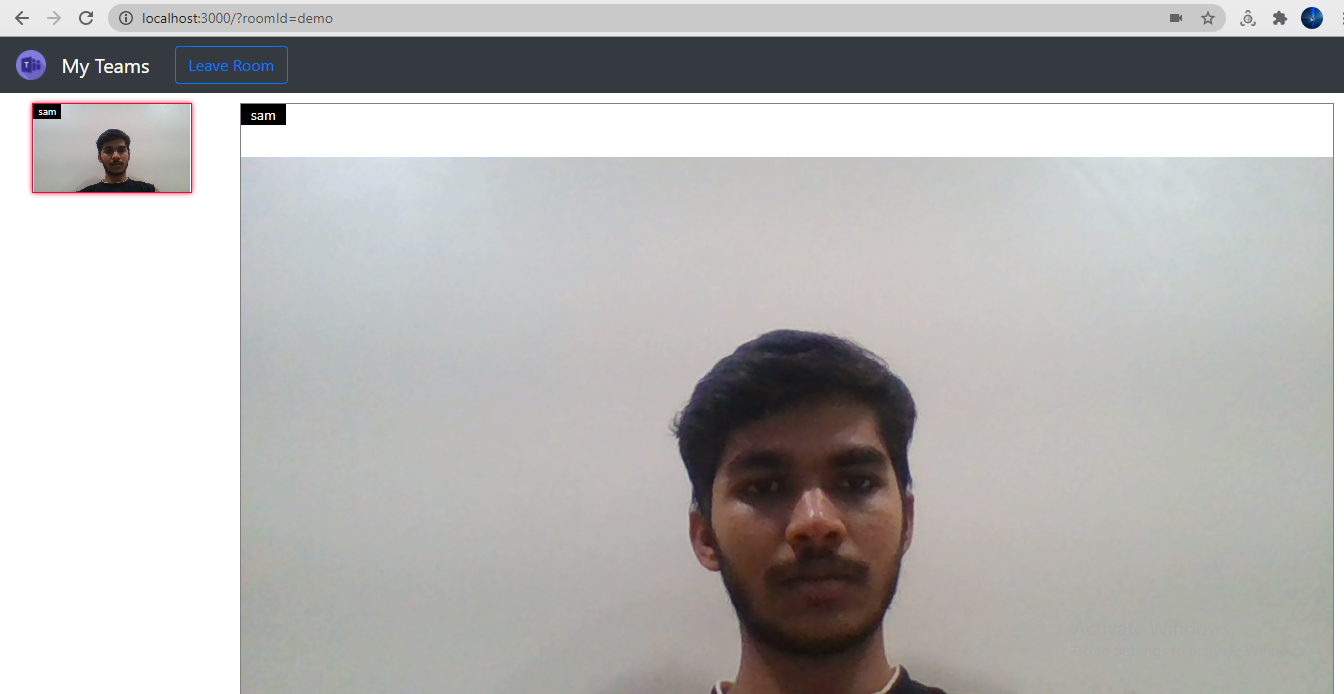 localhost:3000/?roomId=demo
My Teams
Leave Room
sam
sam
Activate Windows
Go to Settings to activate Windows.